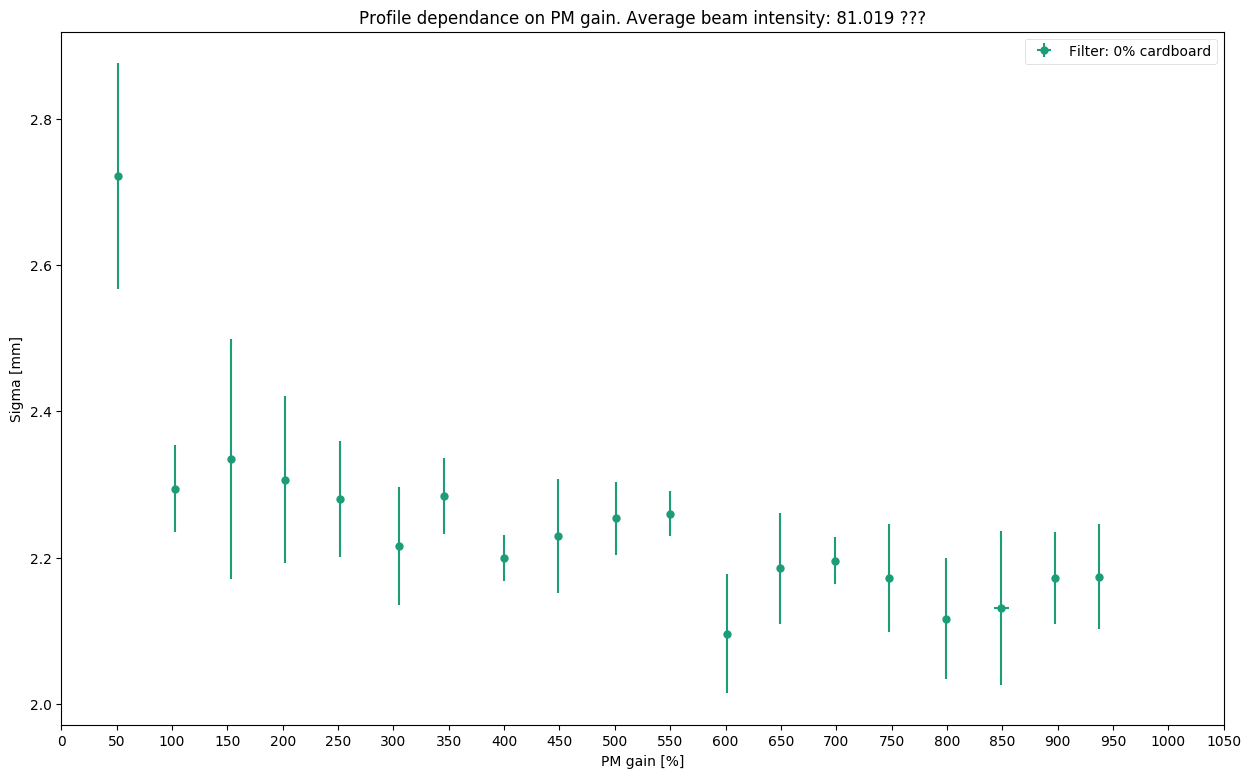 Profile dependance on PM gain. Average beam intensity: 81.019 ???
Filter: 0% cardboard
2.8
2.6
2.4
2.2
2.0
Sigma [mm]
0 50 100 150 200 250 300 350 400 450 500 550 600 650 700 750 800 850 900 950 1000 1050
PM gain [%]